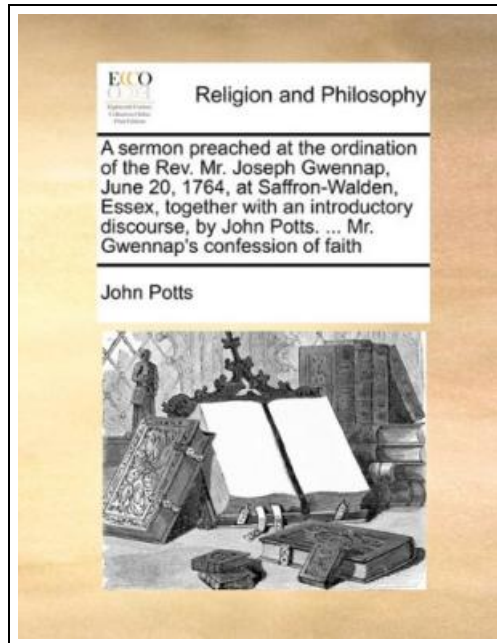 ECCO
Religion and Philosophy
A sermon preached at the ordination
of the Rev. Mr. Joseph Gwennap,
June 20, 1764, at Saffron-Walden,
Essex, together with an introductory
discourse, by John Potts. ... Mr.
Gwennap's confession of faith
John Potts